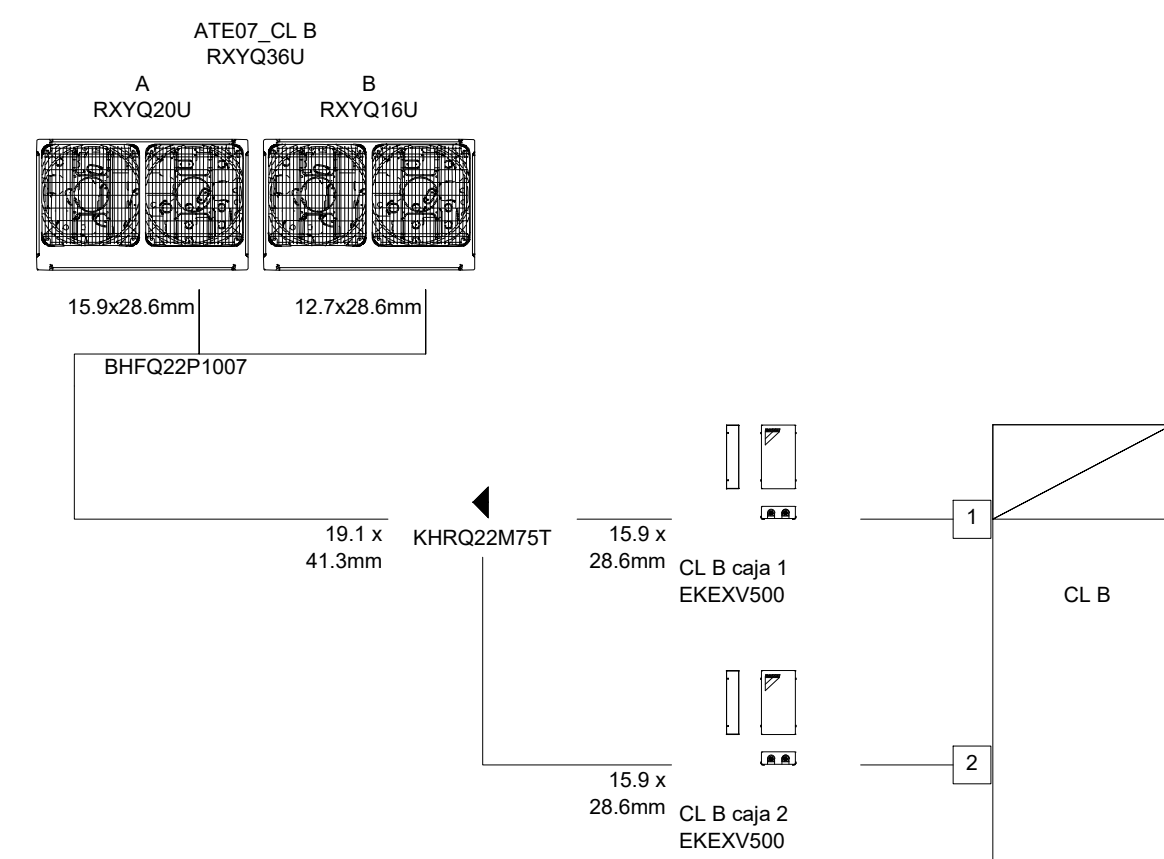 ATE07_CL B
RXYQ36U
A
RXYQ20U
B
RXYQ16U
15.9x28.6mm
12.7x28.6mm
BHFQ22P1007
19.1 x
41.3mm
KHRQ22M75T
15.9 x
28.6mm
CL B caja 1
EKEXV500
1
CL B
15.9 x
28.6mm
CL B caja 2
EKEXV500
2